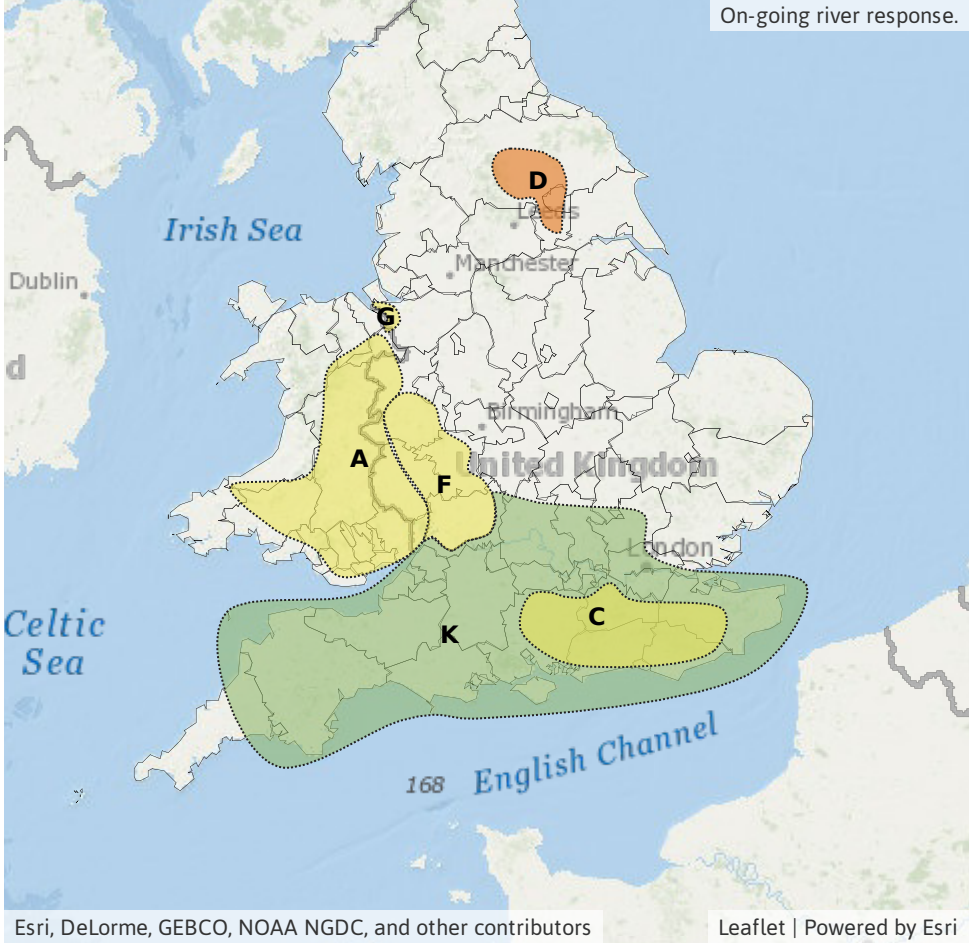 On-going river response.
D
Leeds
Irish Sea
Manchester
Dublin
G
d
Birmingham
A
United Kingdom
F
London
C
Celtic
Sea
K
English Channel
168
Esri, DeLorme, GEBCO, NOAA NGDC, and other contributors
Leaflet | Powered by Esri